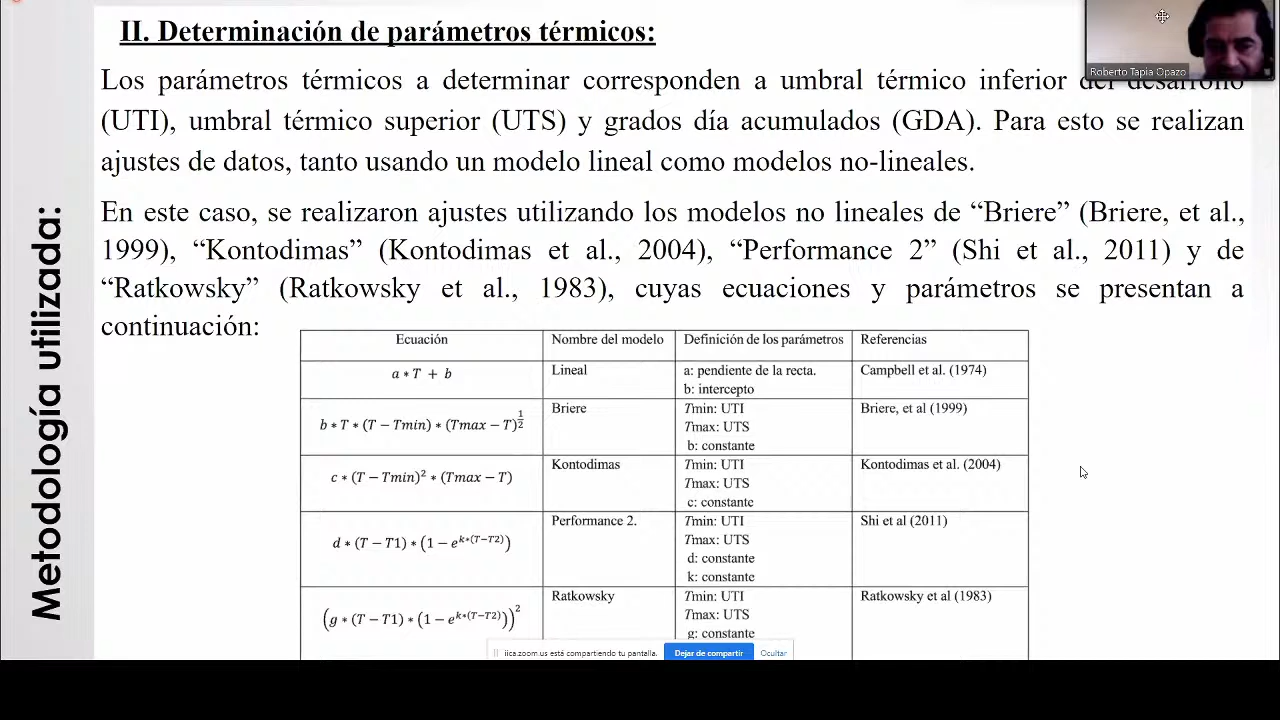 II. Determinación de parámetros térmicos:
Roberto Tapia Opazo
Los parámetros térmicos a determinar corresponden a umbral térmico inferior del desarrollo
(UTI), umbral térmico superior (UTS) y grados día acumulados (GDA). Para esto se realizan
ajustes de datos, tanto usando un modelo lineal como modelos no-lineales.
En este caso, se realizaron ajustes utilizando los modelos no lineales de “Briere” (Briere, et al.,
1999), “Kontodimas” (Kontodimas et al., 2004), “Performance 2” (Shi et al., 2011) y de
“Ratkowsky” (Ratkowsky et al., 1983), cuyas ecuaciones y parámetros se presentan a
continuación:
Metodología utilizada:
Ecuación Nombre del modelo Definición de los parámetros Referencias
a * T + b Lineal a: pendiente de la recta. Campbell et al. (1974)
b: intercepto
b * T * (T − Tmin) * (Tmax − T)^(1/2) Briere Tmin: UTI Briere, et al (1999)
Tmax: UTS
b: constante
c * (T − Tmin)² * (Tmax − T) Kontodimas Tmin: UTI Kontodimas et al. (2004)
Tmax: UTS
c: constante
d * (T − T1) * (1 − e^(k*(T−T2))) Performance 2. Tmin: UTI Shi et al (2011)
Tmax: UTS
d: constante
k: constante
(g * (T − T1) * (1 − e^(k*(T−T2))))² Ratkowsky Tmin: UTI Ratkowsky et al (1983)
Tmax: UTS
g: constante
iica.zoom.us está compartiendo tu pantalla. Dejar de compartir Ocultar